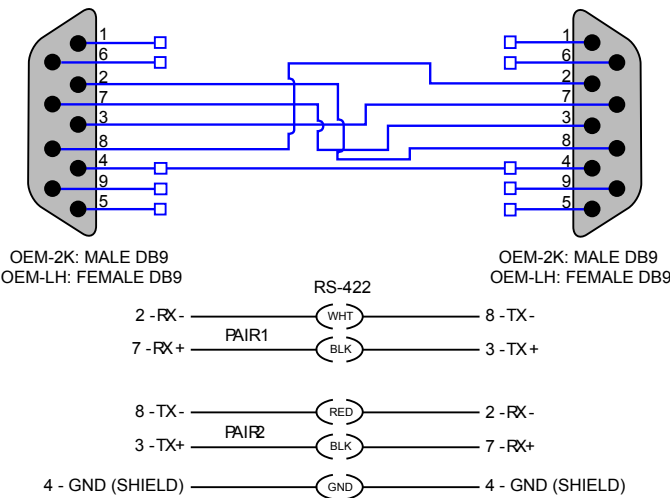 1 1
6 6
2 2
7 7
3 3
8 8
4 4
9 9
5 5
OEM-2K: MALE DB9 OEM-2K: MALE DB9
OEM-LH: FEMALE DB9 OEM-LH: FEMALE DB9
RS-422
2 -RX- WHT 8 -TX-
PAIR1
7 -RX+ BLK 3 -TX+
8 -TX- RED 2 -RX-
PAIR2
3 -TX+ BLK 7 -RX+
4 - GND (SHIELD) GND 4 - GND (SHIELD)